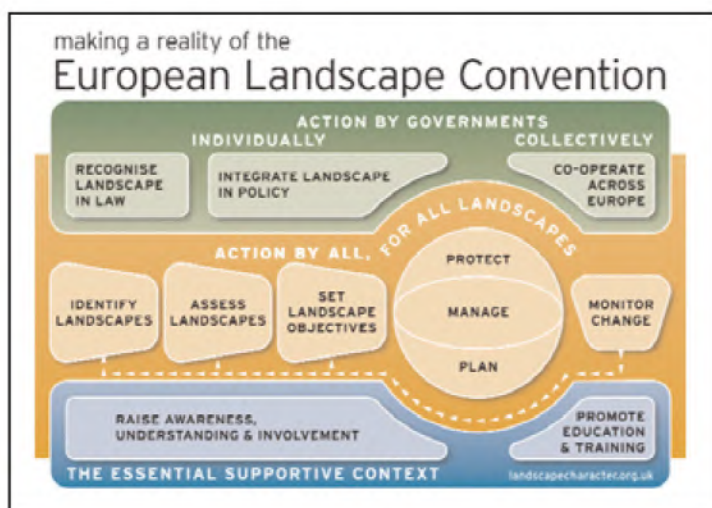 making a reality of the
European Landscape Convention
ACTION BY GOVERNMENTS
INDIVIDUALLY
COLLECTIVELY
RECOGNISE
LANDSCAPE
IN LAW
INTEGRATE LANDSCAPE
IN POLICY
CO-OPERATE
ACROSS
EUROPE
ACTION BY ALL, FOR ALL LANDSCAPES
IDENTIFY
LANDSCAPES
ASSESS
LANDSCAPES
SET
LANDSCAPE
OBJECTIVES
PROTECT
MANAGE
PLAN
MONITOR
CHANGE
RAISE AWARENESS,
UNDERSTANDING & INVOLVEMENT
PROMOTE
EDUCATION
& TRAINING
THE ESSENTIAL SUPPORTIVE CONTEXT
landscapecharacter.org.uk